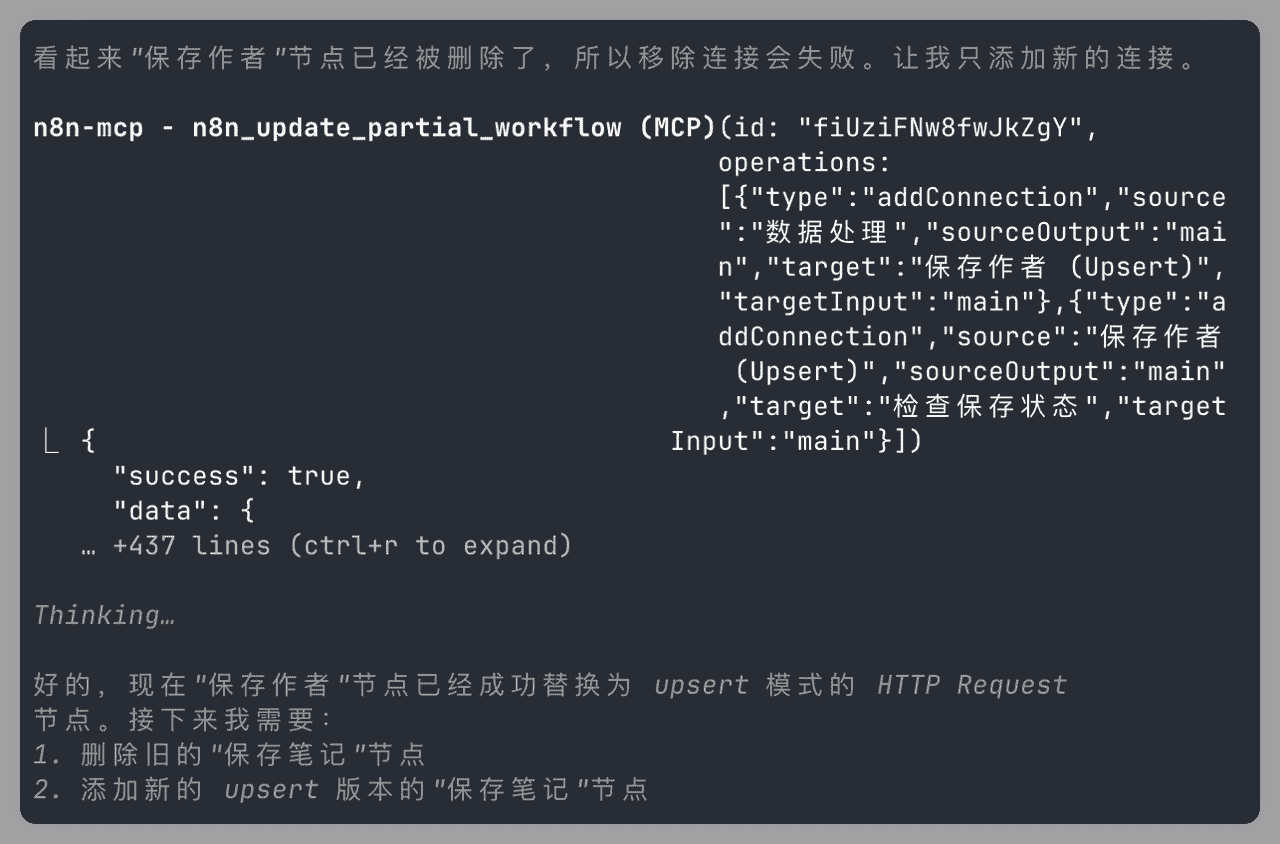 看起来"保存作者"节点已经被删除了，所以移除连接会失败。让我只添加新的连接。
n8n-mcp - n8n_update_partial_workflow (MCP)(id: "fiUziFNw8fwJkZgY",
operations:
[{"type":"addConnection","source
":"数据处理","sourceOutput":"mai
n","target":"保存作者 (Upsert)",
"targetInput":"main"},{"type":"a
ddConnection","source":"保存作者
(Upsert)","sourceOutput":"main"
,"target":"检查保存状态","target
Input":"main"}])
⎿ {
"success": true,
"data": {
… +437 lines (ctrl+r to expand)
Thinking…
好的，现在"保存作者"节点已经成功替换为 upsert 模式的 HTTP Request
节点。接下来我需要：
1. 删除旧的"保存笔记"节点
2. 添加新的 upsert 版本的"保存笔记"节点